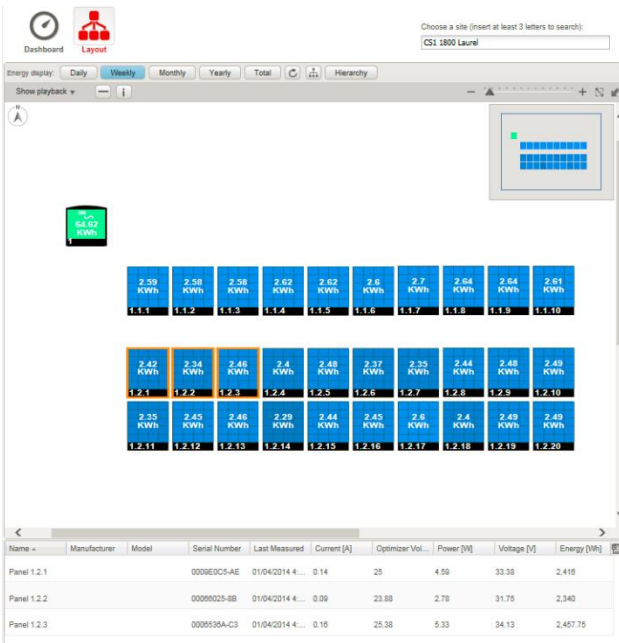 Dashboard
Layout
Choose a site (insert at least 3 letters to search):
CS1 1800 Laurel
Energy display: Daily Weekly Monthly Yearly Total Hierarchy
Show playback
N
64.62
KWh
1
2.59 2.58 2.58 2.62 2.62 2.6 2.7 2.64 2.64 2.61
KWh KWh KWh KWh KWh KWh KWh KWh KWh KWh
1.1.1 1.1.2 1.1.3 1.1.4 1.1.5 1.1.6 1.1.7 1.1.8 1.1.9 1.1.10
2.42 2.34 2.46 2.4 2.48 2.37 2.35 2.44 2.48 2.49
KWh KWh KWh KWh KWh KWh KWh KWh KWh KWh
1.2.1 1.2.2 1.2.3 1.2.4 1.2.5 1.2.6 1.2.7 1.2.8 1.2.9 1.2.10
2.35 2.45 2.46 2.29 2.44 2.45 2.6 2.4 2.49 2.49
KWh KWh KWh KWh KWh KWh KWh KWh KWh KWh
1.2.11 1.2.12 1.2.13 1.2.14 1.2.15 1.2.16 1.2.17 1.2.18 1.2.19 1.2.20
Name Manufacturer Model Serial Number Last Measured Current [A] Optimizer Vol... Power [W] Voltage [V] Energy [Wh]
Panel 1.2.1 0009E0C5-AE 01/04/2014 4:... 0.14 25 4.59 33.38 2,416
Panel 1.2.2 00066025-8B 01/04/2014 4:... 0.09 23.88 2.78 31.75 2,340
Panel 1.2.3 0006536A-C3 01/04/2014 4:... 0.16 25.38 5.33 34.13 2,457.75